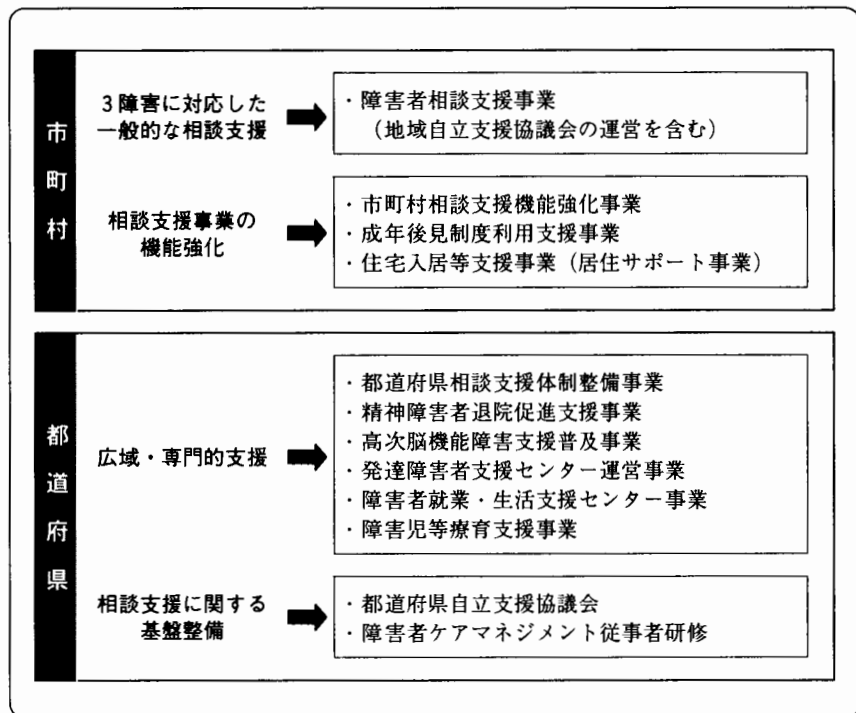 市町村
3障害に対応した
一般的な相談支援
・障害者相談支援事業
（地域自立支援協議会の運営を含む）
相談支援事業の
機能強化
・市町村相談支援機能強化事業
・成年後見制度利用支援事業
・住宅入居等支援事業（居住サポート事業）
都道府県
広域・専門的支援
・都道府県相談支援体制整備事業
・精神障害者退院促進支援事業
・高次脳機能障害支援普及事業
・発達障害者支援センター運営事業
・障害者就業・生活支援センター事業
・障害児等療育支援事業
相談支援に関する
基盤整備
・都道府県自立支援協議会
・障害者ケアマネジメント従事者研修